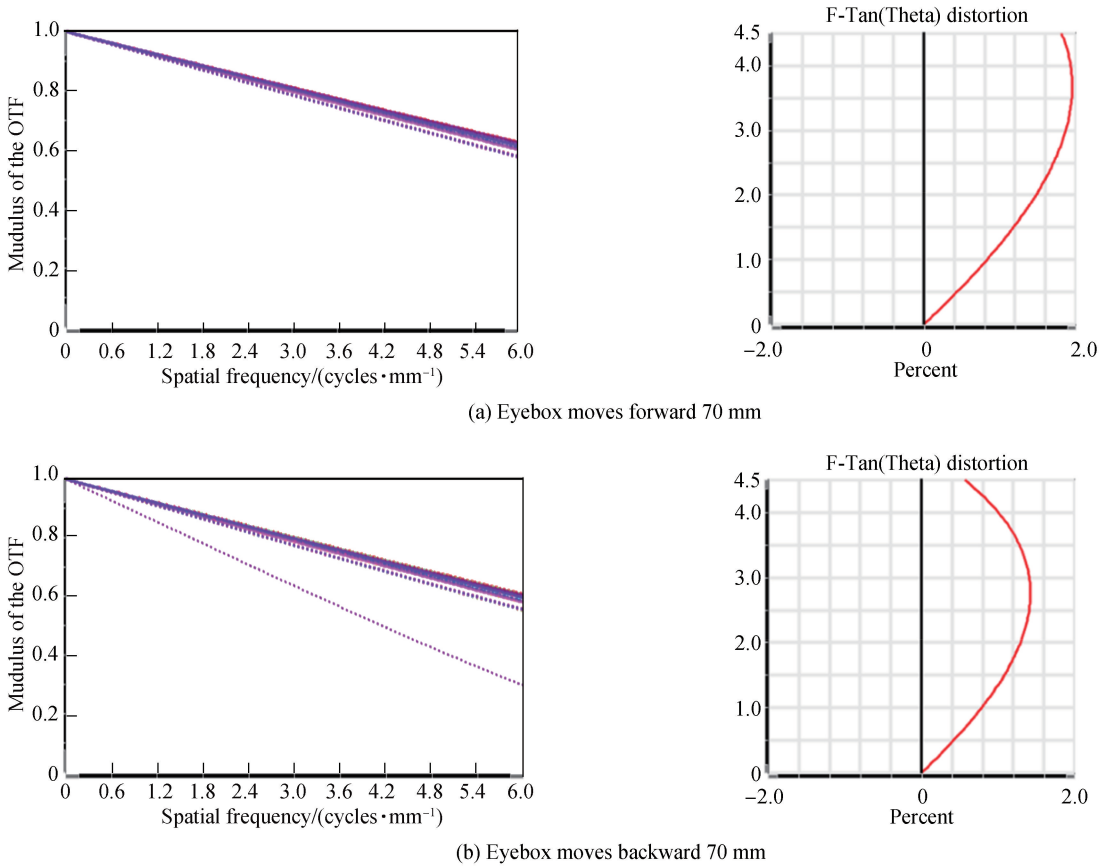 F-Tan(Theta) distortion
1.0
0.8
0.6
0.4
0.2
0
Mudulus of the OTF
0 0.6 1.2 1.8 2.4 3.0 3.6 4.2 4.8 5.4 6.0
Spatial frequency/(cycles·mm⁻¹)
4.5
4.0
3.0
2.0
1.0
0
−2.0 0 2.0
Percent
(a) Eyebox moves forward 70 mm
F-Tan(Theta) distortion
1.0
0.8
0.6
0.4
0.2
0
Mudulus of the OTF
0 0.6 1.2 1.8 2.4 3.0 3.6 4.2 4.8 5.4 6.0
Spatial frequency/(cycles·mm⁻¹)
4.5
4.0
3.0
2.0
1.0
0
−2.0 0 2.0
Percent
(b) Eyebox moves backward 70 mm